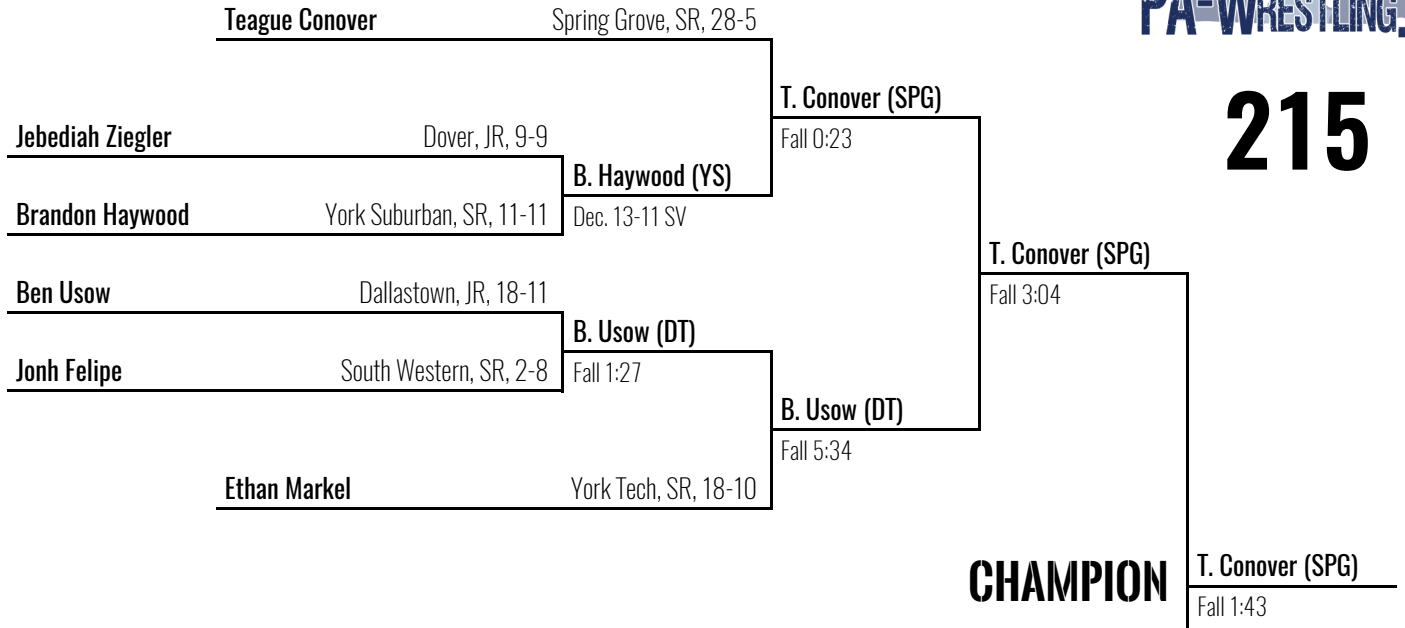 Teague Conover Spring Grove, SR, 28-5
PA-WRESTLING.
T. Conover (SPG)
215
Jebediah Ziegler Dover, JR, 9-9
Fall 0:23
B. Haywood (YS)
Brandon Haywood York Suburban, SR, 11-11
Dec. 13-11 SV
T. Conover (SPG)
Ben Usow Dallastown, JR, 18-11
Fall 3:04
B. Usow (DT)
Jonh Felipe South Western, SR, 2-8
Fall 1:27
B. Usow (DT)
Fall 5:34
Ethan Markel York Tech, SR, 18-10
CHAMPION
T. Conover (SPG)
Fall 1:43